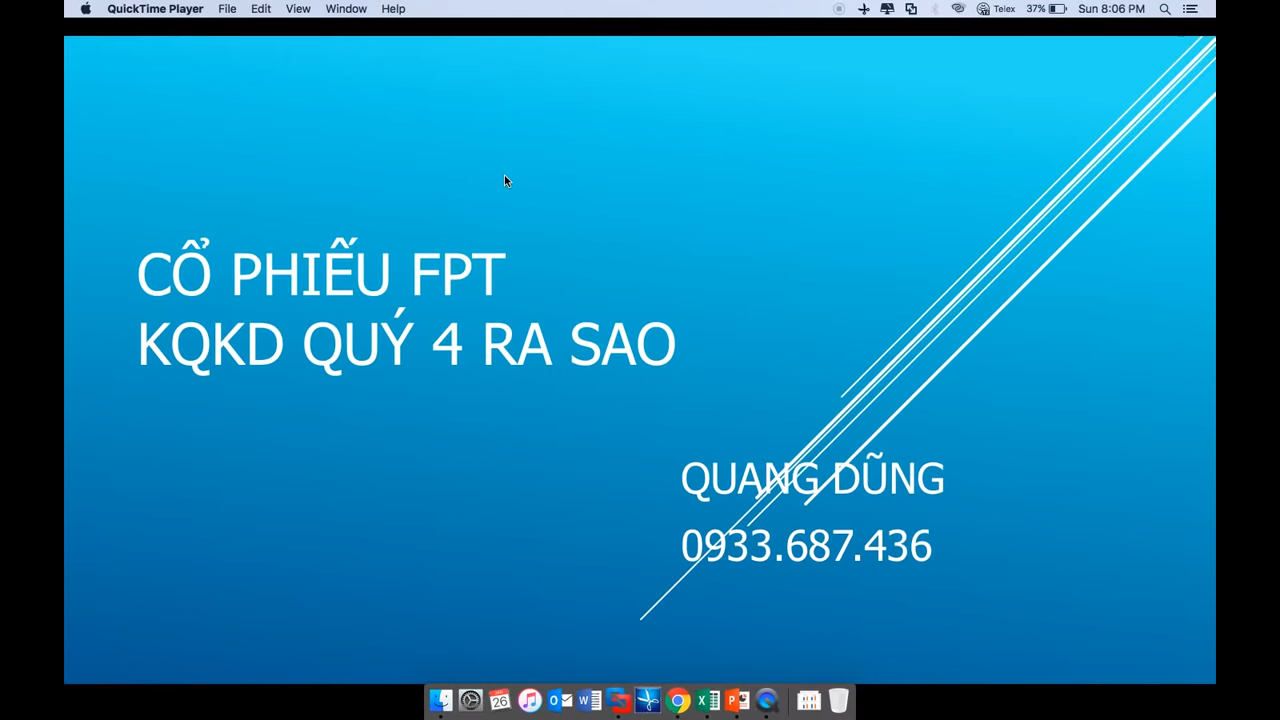 QuickTime Player File Edit View Window Help Telex 37% Sun 8:06 PM
CỔ PHIẾU FPT
KQKD QUÝ 4 RA SAO
QUANG DŨNG
0933.687.436
26